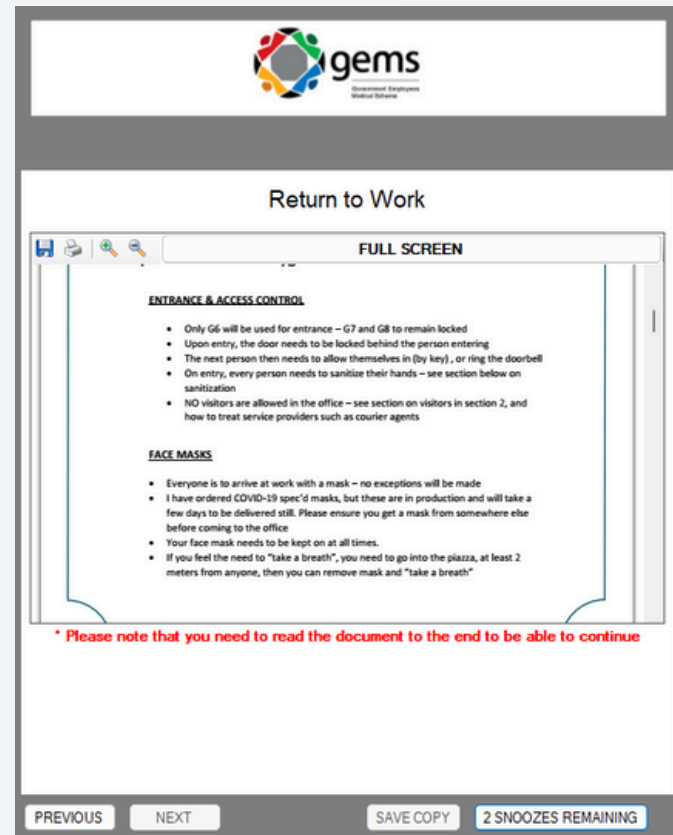 gems
Government Employees
Medical Scheme
Return to Work
FULL SCREEN
ENTRANCE & ACCESS CONTROL
• Only G6 will be used for entrance – G7 and G8 to remain locked
• Upon entry, the door needs to be locked behind the person entering
• The next person then needs to allow themselves in (by key) , or ring the doorbell
• On entry, every person needs to sanitize their hands – see section below on
sanitization
• NO visitors are allowed in the office – see section on visitors in section 2, and
how to treat service providers such as courier agents
FACE MASKS
• Everyone is to arrive at work with a mask – no exceptions will be made
• I have ordered COVID-19 spec'd masks, but these are in production and will take a
few days to be delivered still. Please ensure you get a mask from somewhere else
before coming to the office
• Your face mask needs to be kept on at all times.
• If you feel the need to "take a breath", you need to go into the piazza, at least 2
meters from anyone, then you can remove mask and "take a breath"
* Please note that you need to read the document to the end to be able to continue
PREVIOUS
NEXT
SAVE COPY
2 SNOOZES REMAINING